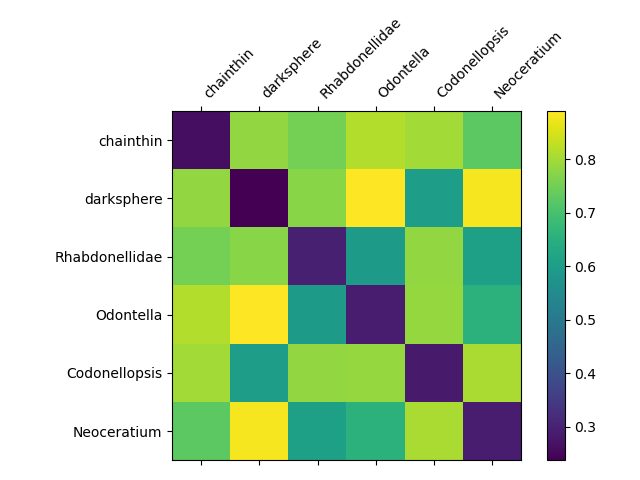 chainthin
darksphere
Rhabdonellidae
Odontella
Codonellopsis
Neoceratium
chainthin
darksphere
Rhabdonellidae
Odontella
Codonellopsis
Neoceratium
0.8
0.7
0.6
0.5
0.4
0.3